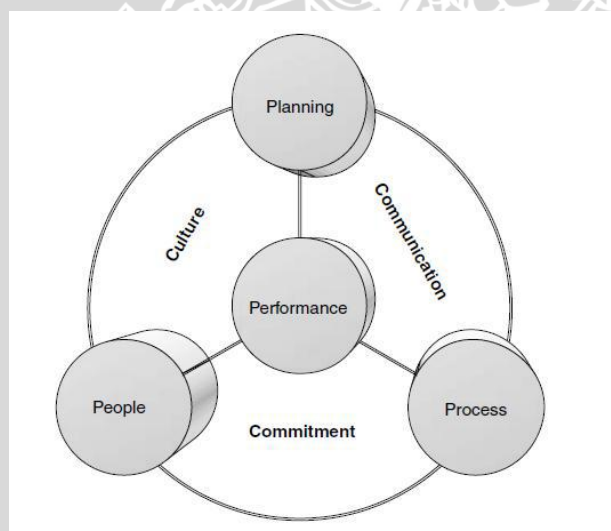 Planning
Culture
Communication
Performance
People
Process
Commitment